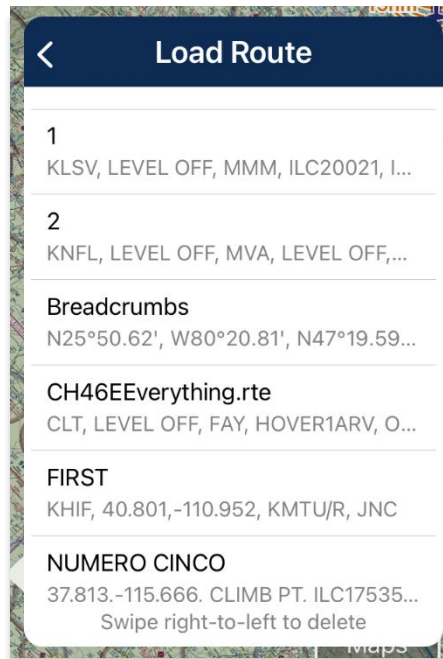 Load Route
1
KLSV, LEVEL OFF, MMM, ILC20021, I...
2
KNFL, LEVEL OFF, MVA, LEVEL OFF,...
Breadcrumbs
N25°50.62', W80°20.81', N47°19.59...
CH46EEverything.rte
CLT, LEVEL OFF, FAY, HOVER1ARV, O...
FIRST
KHIF, 40.801,-110.952, KMTU/R, JNC
NUMERO CINCO
37.813.-115.666. CLIMB PT. ILC17535...
Swipe right-to-left to delete
Maps